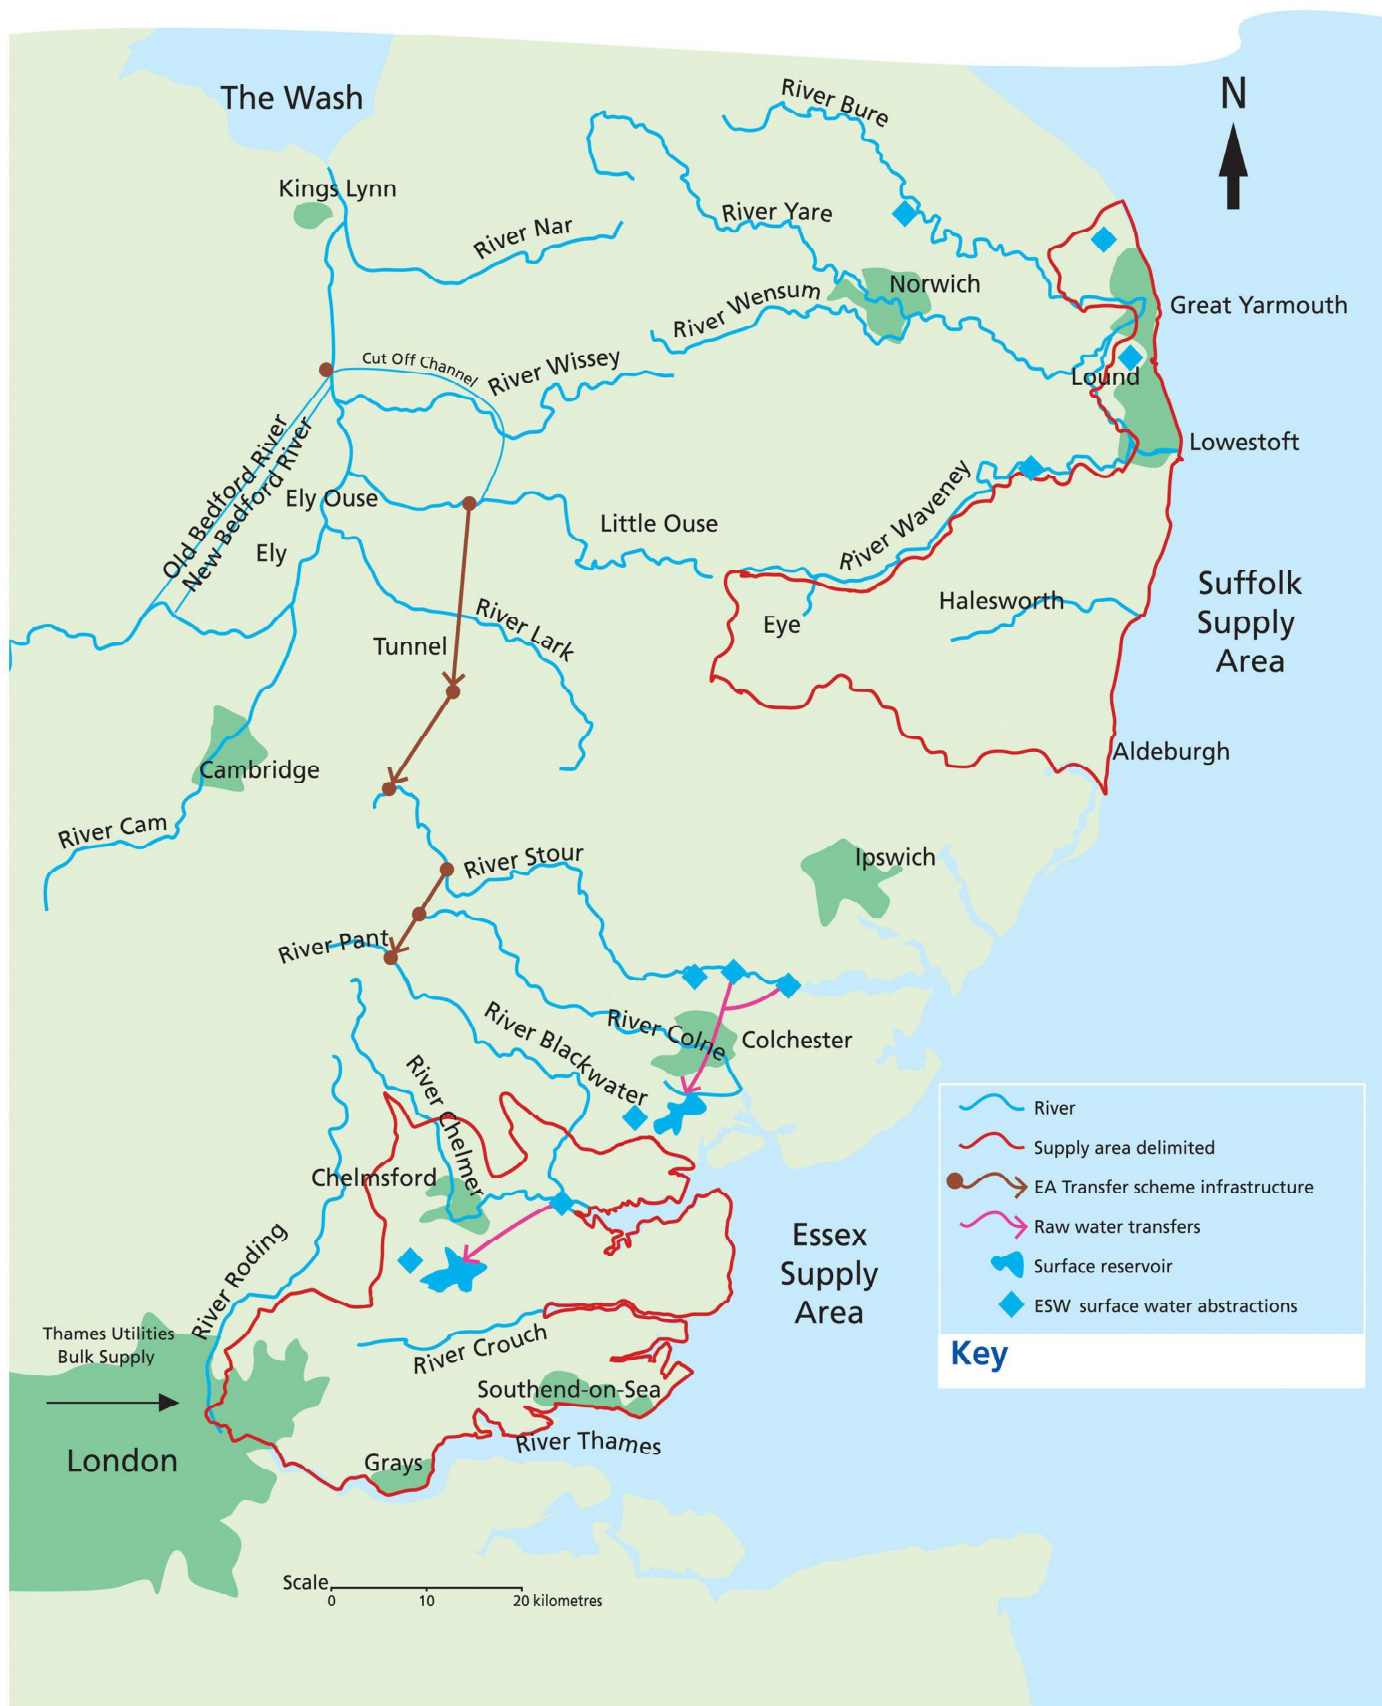 The Wash
River Bure
N
Kings Lynn
River Nar
River Yare
Norwich
River Wensum
Great Yarmouth
Cut Off Channel
River Wissey
Lound
Old Bedford River
New Bedford River
Lowestoft
Ely Ouse
River Waveney
Little Ouse
Ely
Suffolk
Supply
Area
Halesworth
River Lark
Eye
Tunnel
Aldeburgh
Cambridge
River Cam
River Stour
Ipswich
River Pant
River Blackwater
River Colne
Colchester
River Chelmer
Chelmsford
River Roding
Essex
Supply
Area
River Crouch
Thames Utilities
Bulk Supply
Southend-on-Sea
River Thames
London
Grays
River
Supply area delimited
EA Transfer scheme infrastructure
Raw water transfers
Surface reservoir
ESW surface water abstractions
Key
Scale
0
10
20 kilometres